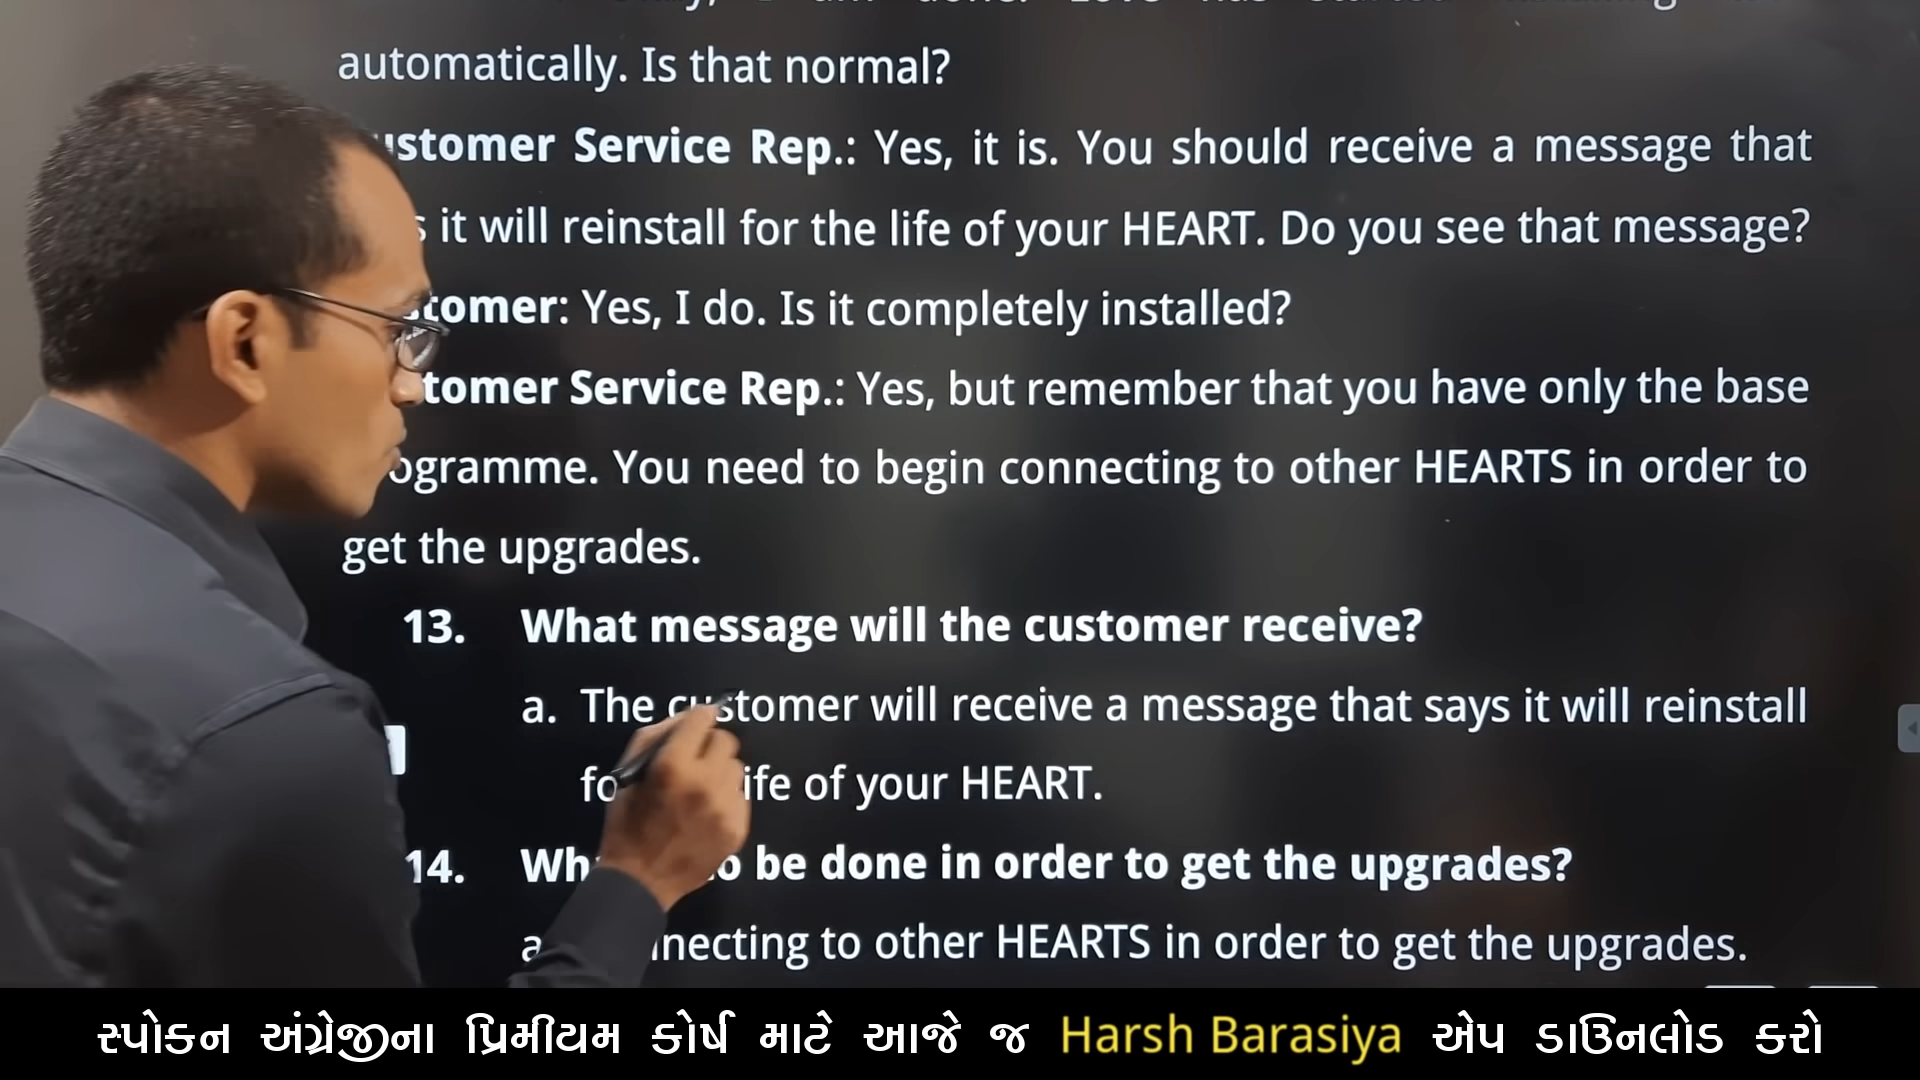 automatically. Is that normal?
ustomer Service Rep.: Yes, it is. You should receive a message that
it will reinstall for the life of your HEART. Do you see that message?
tomer: Yes, I do. Is it completely installed?
tomer Service Rep.: Yes, but remember that you have only the base
ogramme. You need to begin connecting to other HEARTS in order to
get the upgrades.
13. What message will the customer receive?
a. The customer will receive a message that says it will reinstall
fo ife of your HEART.
14. Wh o be done in order to get the upgrades?
a nnecting to other HEARTS in order to get the upgrades.
સ્પોકન અંગ્રેજીના પ્રિમીયમ કોર્ષ માટે આજે જ Harsh Barasiya એપ ડાઉનલોડ કરો